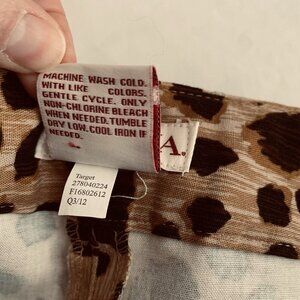 MACHINE WASH COLD.
WITH LIKE COLORS.
GENTLE CYCLE. ONLY
NON-CHLORINE BLEACH
WHEN NEEDED. TUMBLE
DRY LOW. COOL IRON IF
NEEDED.
A.
Target
278040224
F16802612
Q3/12